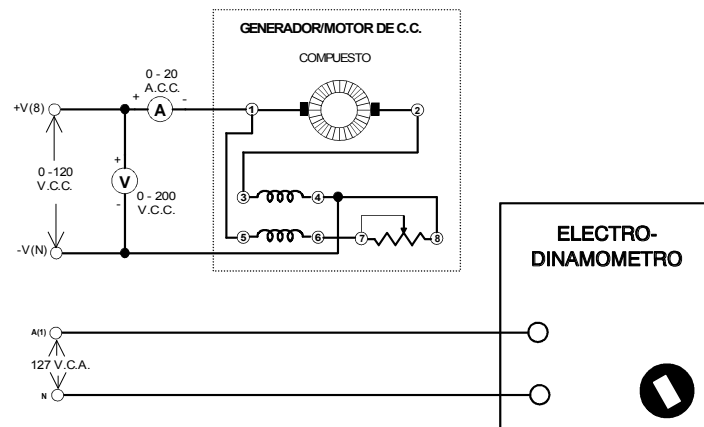 GENERADOR/MOTOR DE C.C.
COMPUESTO
0 - 20
A.C.C.
+ A -
+V(8)
1
2
0 -120
V.C.C.
+
V
-
0 - 200
V.C.C.
3
4
5
6
7
8
-V(N)
ELECTRO-
DINAMOMETRO
A(1)
127 V.C.A.
N